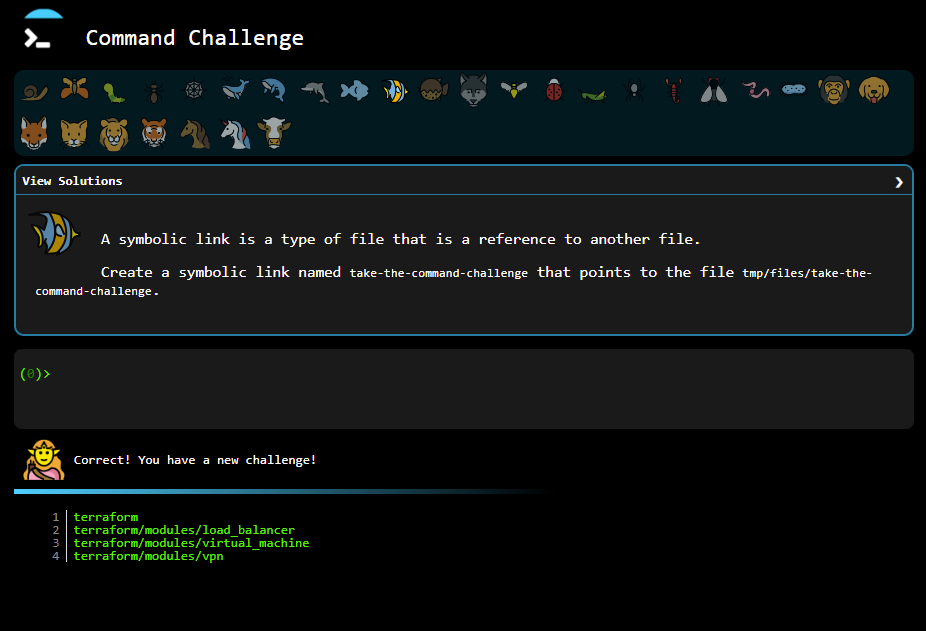 Command Challenge
View Solutions
❯
A symbolic link is a type of file that is a reference to another file.
Create a symbolic link named take-the-command-challenge that points to the file tmp/files/take-the-
command-challenge.
(0)>
Correct! You have a new challenge!
1 terraform
2 terraform/modules/load_balancer
3 terraform/modules/virtual_machine
4 terraform/modules/vpn